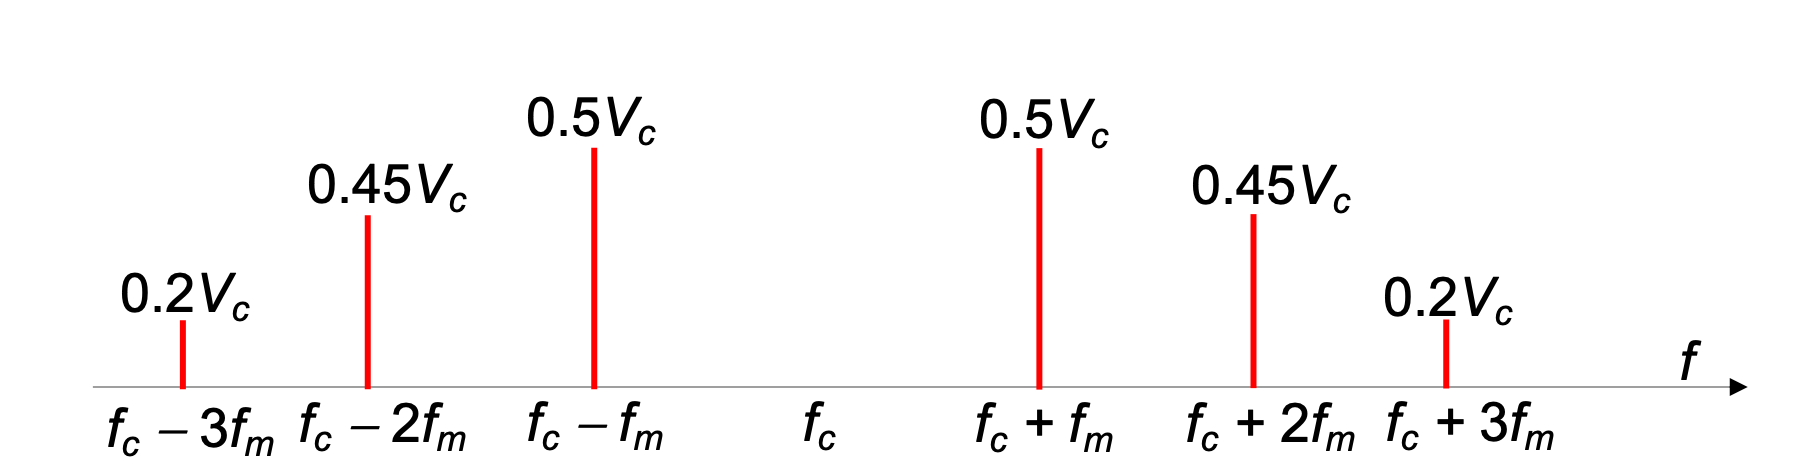 0.5V_c 0.5V_c
0.45V_c 0.45V_c
0.2V_c 0.2V_c
f
f_c – 3f_m f_c – 2f_m f_c – f_m f_c f_c + f_m f_c + 2f_m f_c + 3f_m